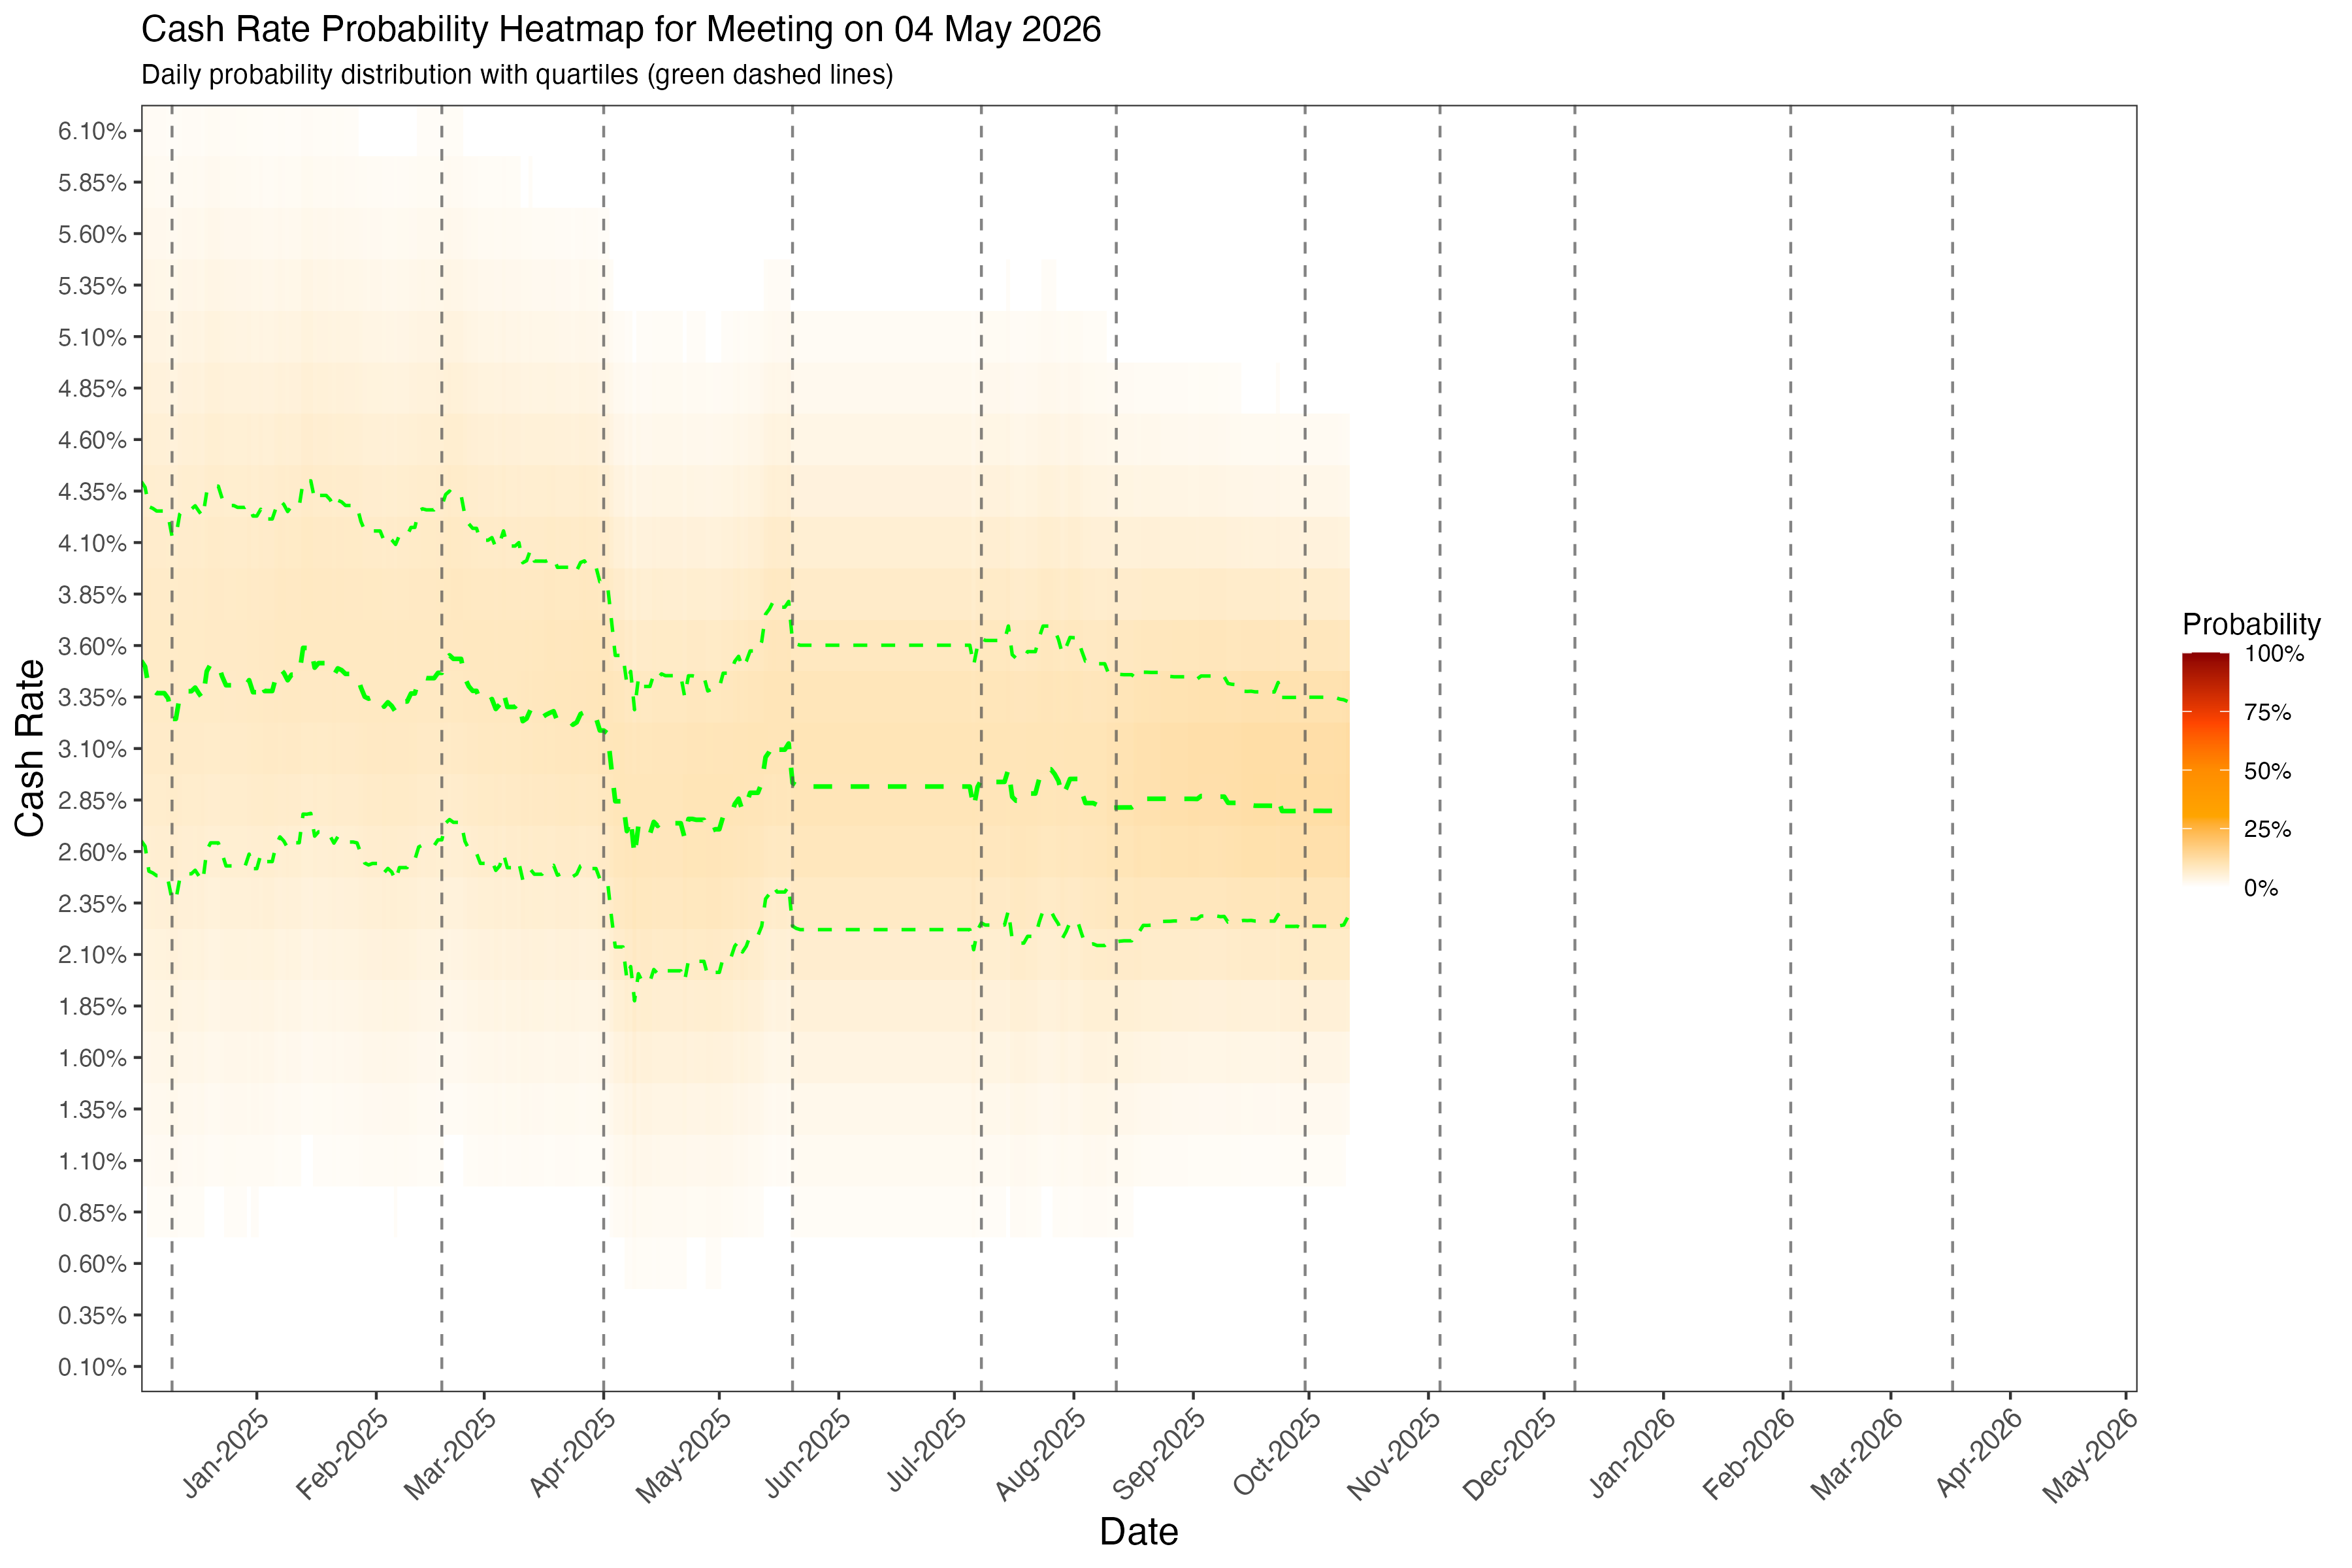 Cash Rate Probability Heatmap for Meeting on 04 May 2026
Daily probability distribution with quartiles (green dashed lines)
Cash Rate
6.10%
5.85%
5.60%
5.35%
5.10%
4.85%
4.60%
4.35%
4.10%
3.85%
3.60%
3.35%
3.10%
2.85%
2.60%
2.35%
2.10%
1.85%
1.60%
1.35%
1.10%
0.85%
0.60%
0.35%
0.10%
Jan-2025
Feb-2025
Mar-2025
Apr-2025
May-2025
Jun-2025
Jul-2025
Aug-2025
Sep-2025
Oct-2025
Nov-2025
Dec-2025
Jan-2026
Feb-2026
Mar-2026
Apr-2026
May-2026
Date
Probability
100%
75%
50%
25%
0%